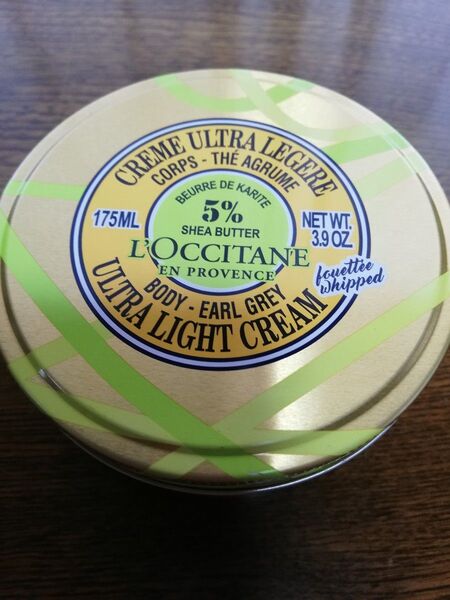 CREME ULTRA LEGERE
CORPS - THÉ AGRUME
BEURRE DE KARITE
5%
SHEA BUTTER
175ML
NET WT.
3.9 OZ.
L'OCCITANE
EN PROVENCE
fouettée
whipped
BODY - EARL GREY
ULTRA LIGHT CREAM